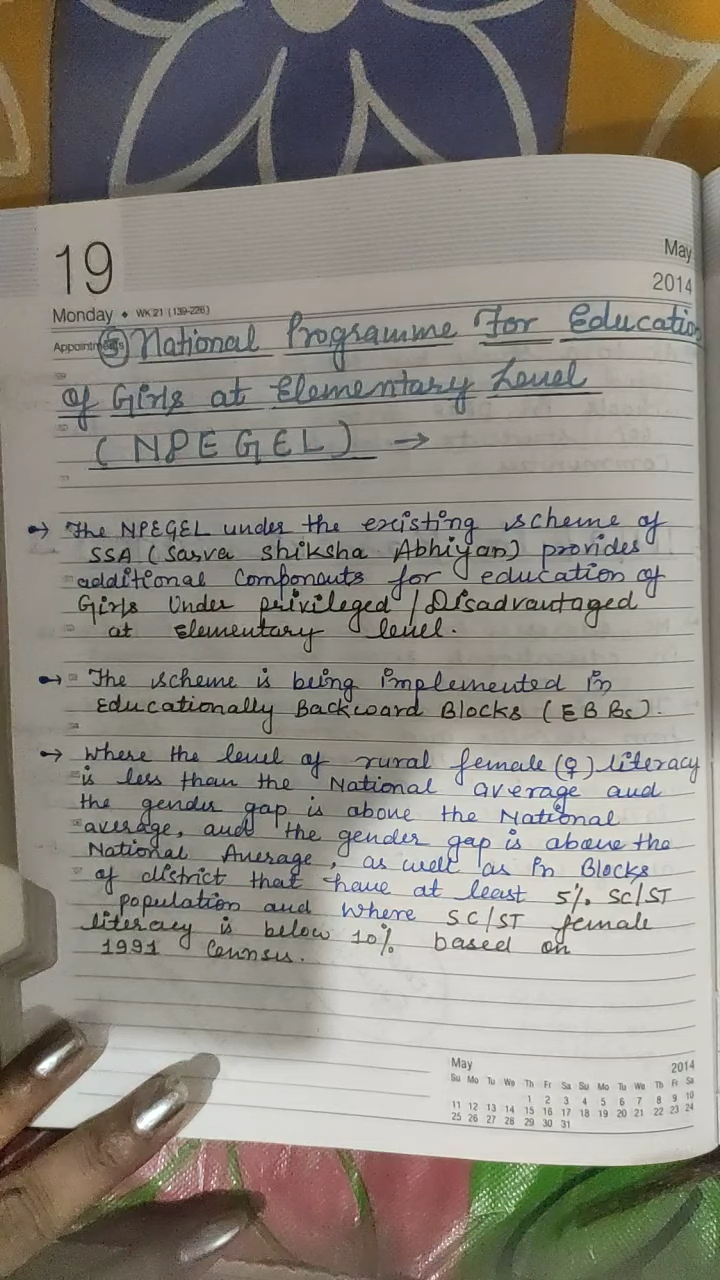 19
May
2014
Monday • WK 21 (139-226)
Appointments
⑤ National Programme For Educatio
of Girls at Elementary Level
(NPEGEL) →
→ The NPEGEL under the existing scheme of
SSA (Sarva Shiksha Abhiyan) provides
additional Componauts for education of
Girls Under privileged / Disadvautaged
at Elementary level.
→ The scheme is being implemented in
Educationally Backward Blocks (EBBs).
→ Where the level of rural female (♀) literacy
is less than the National average and
the gender gap is above the National
average, and the gender gap is above the
National Average, as well as in Blocks
of district that have at least 5% SC/ST
population and where SC/ST female
literacy is below 10% based on
1991 Census.
May 2014
Su Mo Tu We Th Fr Sa Su Mo Tu We Th Fr Sa
1 2 3 4 5 6 7 8 9 10
11 12 13 14 15 16 17 18 19 20 21 22 23 24
25 26 27 28 29 30 31